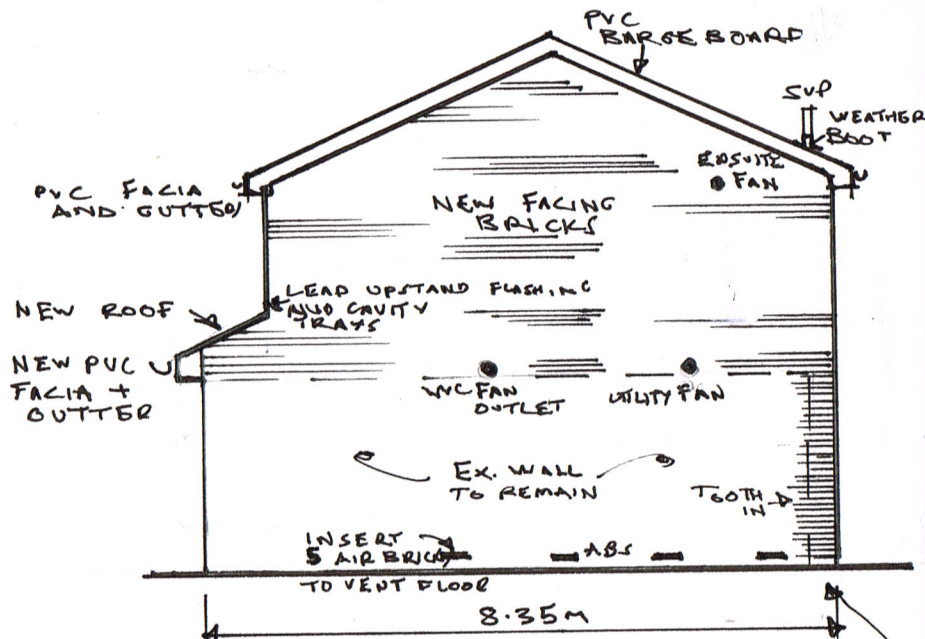 PVC
BARGE BOARD
SVP
WEATHER
BOOT
ENSUITE
FAN
PVC FACIA
AND GUTTER
NEW FACING
BRICKS
LEAD UPSTAND FLASHING
AND CAVITY
TRAYS
NEW ROOF
NEW PVC
FACIA +
GUTTER
WC FAN
OUTLET
UTILITY FAN
EX. WALL
TO REMAIN
TOOTH
IN
INSERT
5 AIR BRICKS
ABS
TO VENT FLOOR
8.35M